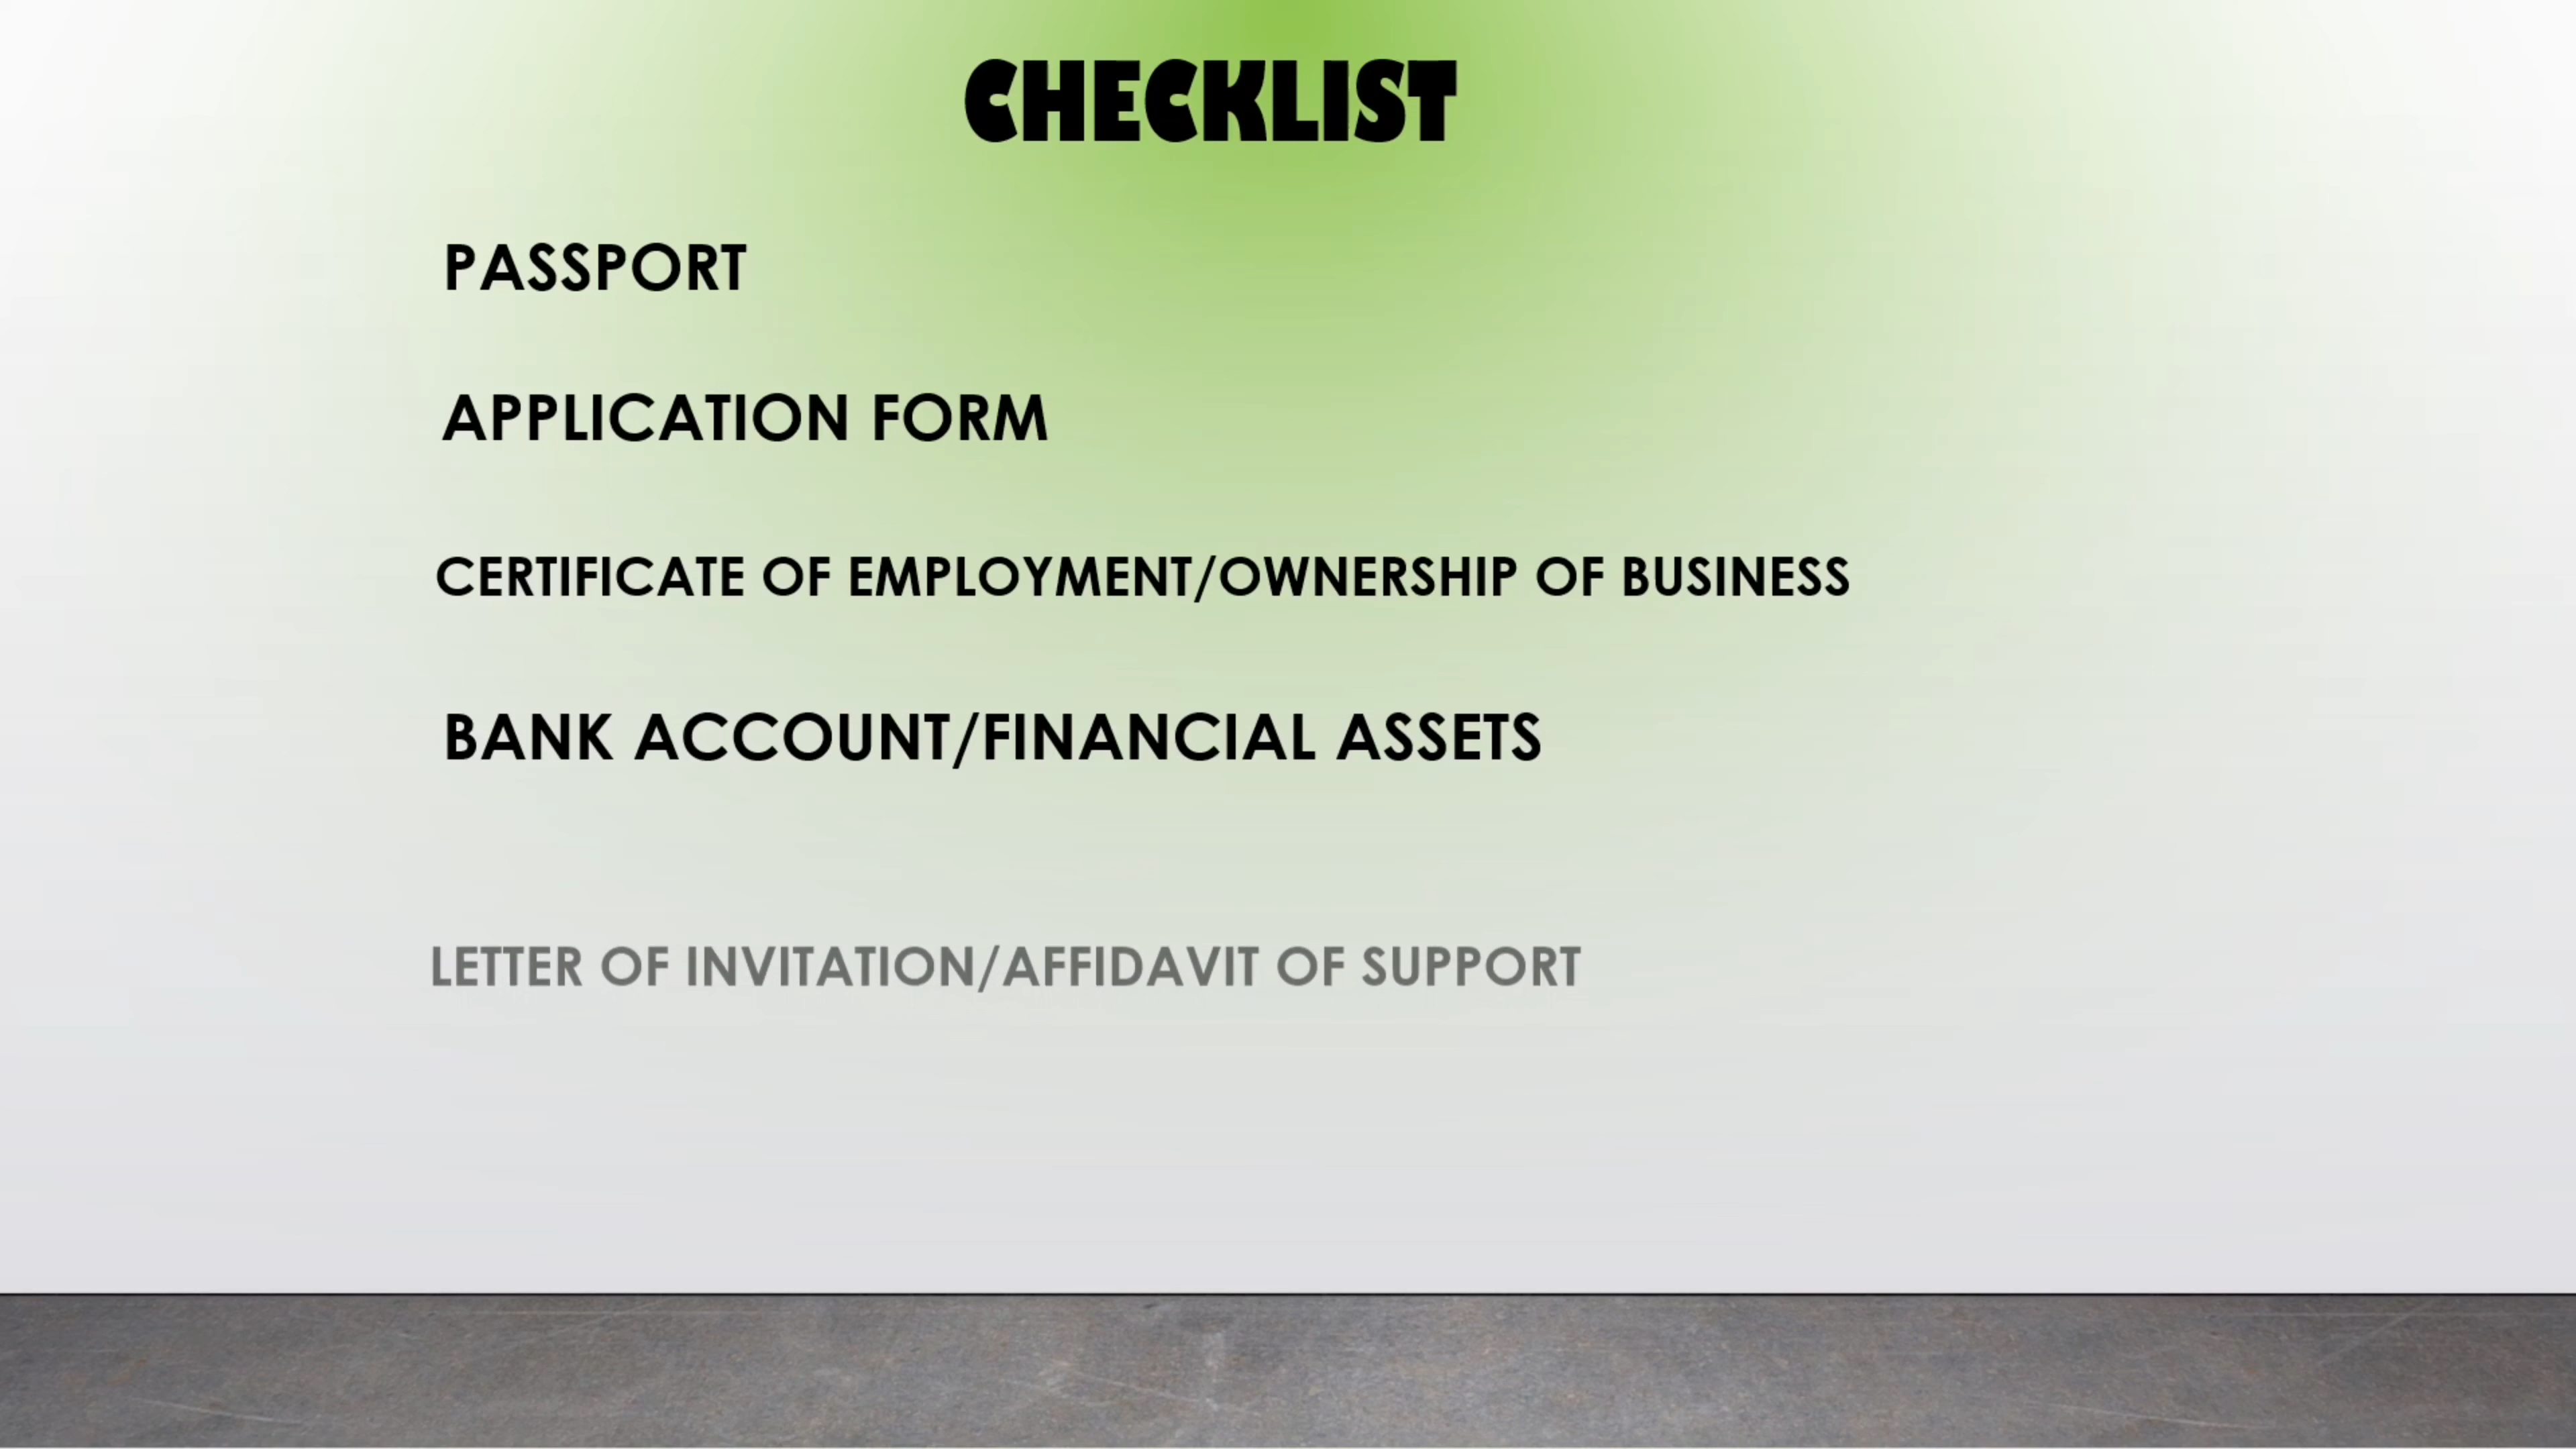 CHECKLIST
PASSPORT
APPLICATION FORM
CERTIFICATE OF EMPLOYMENT/OWNERSHIP OF BUSINESS
BANK ACCOUNT/FINANCIAL ASSETS
LETTER OF INVITATION/AFFIDAVIT OF SUPPORT